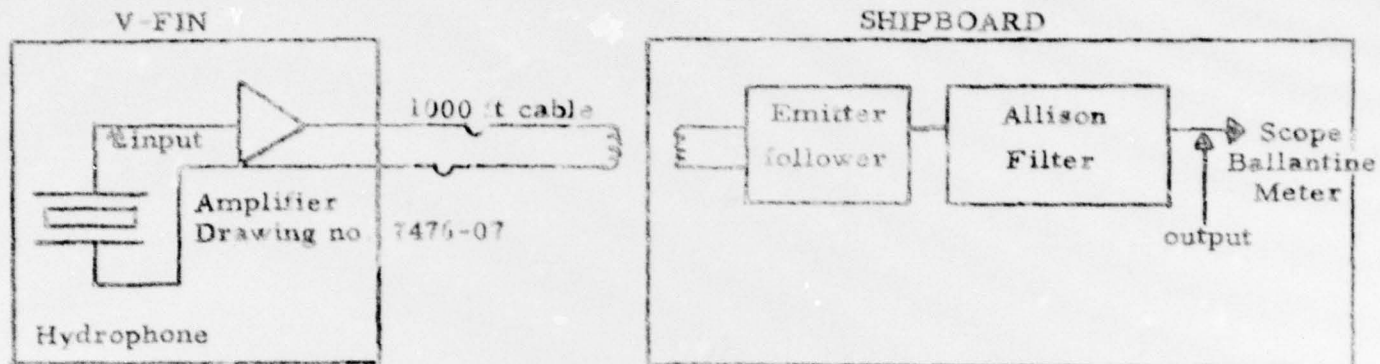 V-FIN
SHIPBOARD
input
1000 ft cable
Emitter
follower
Allison
Filter
Scope
Ballantine
Meter
output
Amplifier
Drawing no. 7476-07
Hydrophone